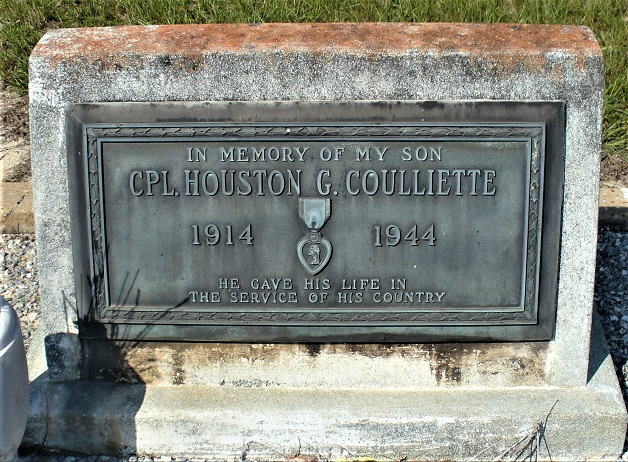 IN MEMORY OF MY SON
CPL. HOUSTON G. COULLIETTE
1914 1944
HE GAVE HIS LIFE IN
THE SERVICE OF HIS COUNTRY